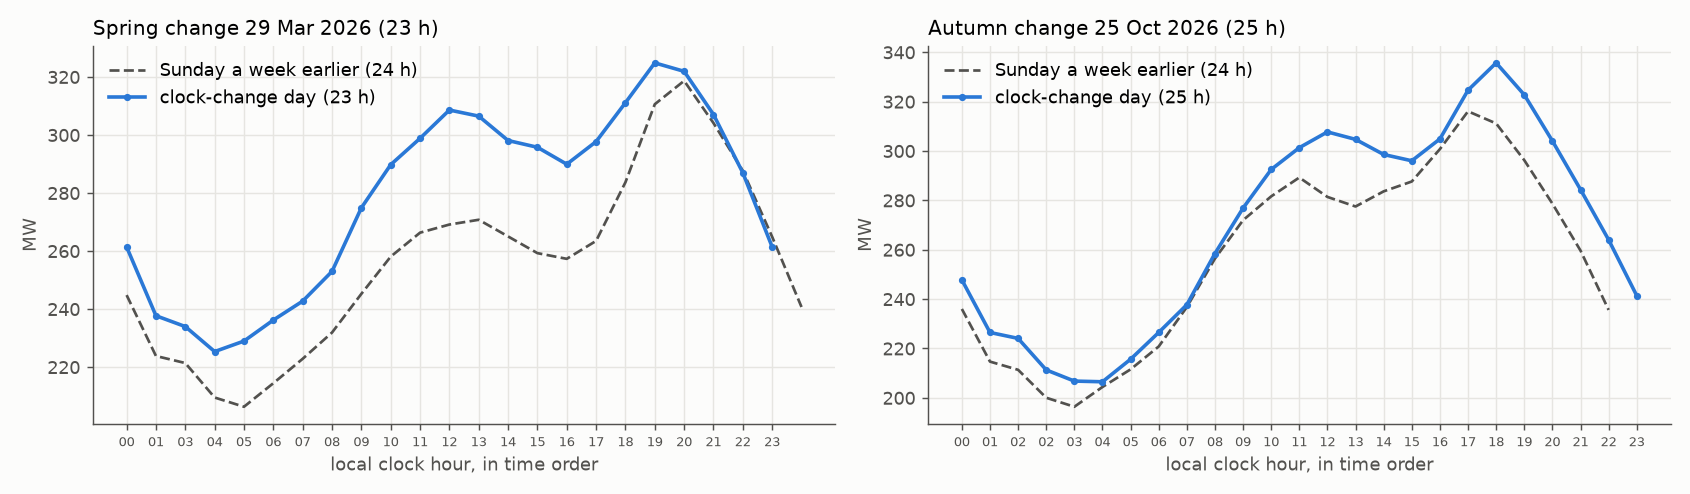 Spring change 29 Mar 2026 (23 h)
Sunday a week earlier (24 h)
clock-change day (23 h)
320
300
280
260
240
220
MW
00 01 03 04 05 06 07 08 09 10 11 12 13 14 15 16 17 18 19 20 21 22 23
local clock hour, in time order
Autumn change 25 Oct 2026 (25 h)
Sunday a week earlier (24 h)
clock-change day (25 h)
340
320
300
280
260
240
220
200
MW
00 01 02 02 03 04 05 06 07 08 09 10 11 12 13 14 15 16 17 18 19 20 21 22 23
local clock hour, in time order